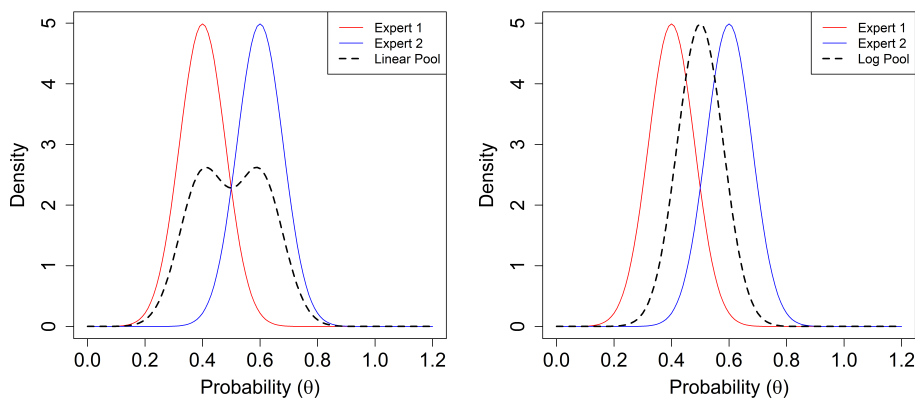 Expert 1
Expert 2
Linear Pool
Density
0
1
2
3
4
5
0.0 0.2 0.4 0.6 0.8 1.0 1.2
Probability (θ)
Expert 1
Expert 2
Log Pool
Density
0
1
2
3
4
5
0.0 0.2 0.4 0.6 0.8 1.0 1.2
Probability (θ)